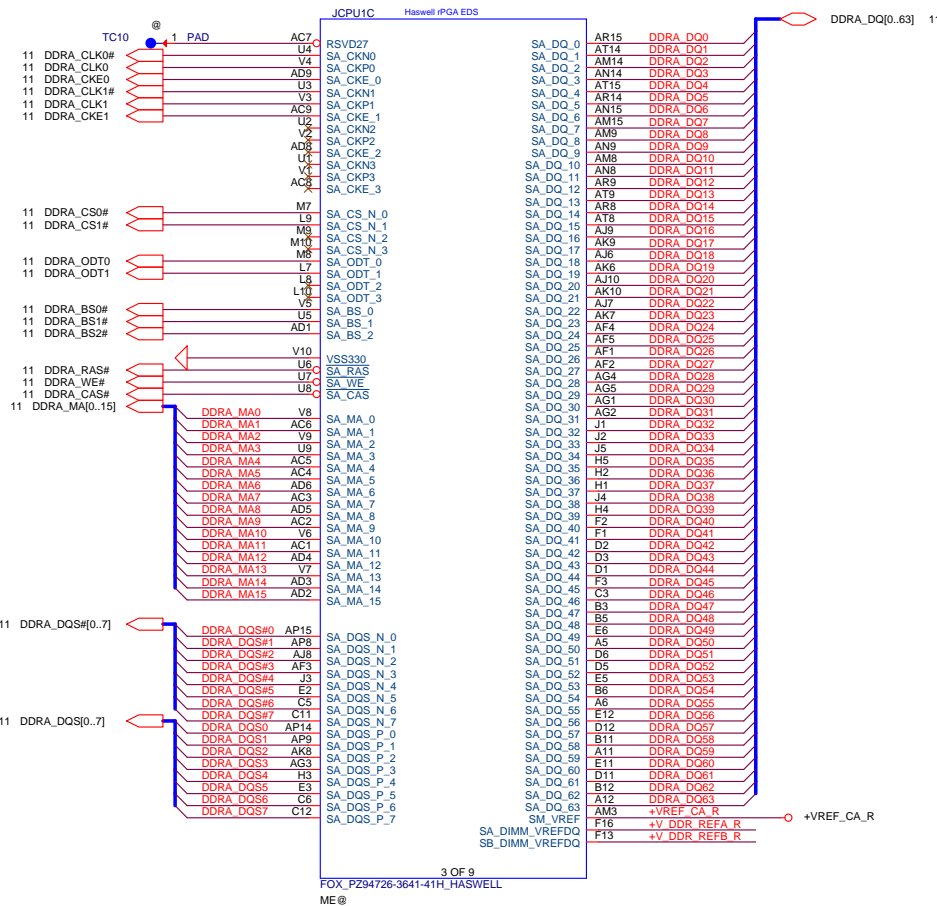 JCPU1C
Haswell rPGA EDS
@
TC10 1 PAD AC7 RSVD27
11 DDRA_CLK0# U4 SA_CKN0
11 DDRA_CLK0 V4 SA_CKP0
11 DDRA_CKE0 AD9 SA_CKE_0
11 DDRA_CLK1# U3 SA_CKN1
11 DDRA_CLK1 V3 SA_CKP1
11 DDRA_CKE1 AC9 SA_CKE_1
U2 SA_CKN2
V2 SA_CKP2
AD8 SA_CKE_2
U1 SA_CKN3
V1 SA_CKP3
AC8 SA_CKE_3
11 DDRA_CS0# M7 SA_CS_N_0
11 DDRA_CS1# L9 SA_CS_N_1
M9 SA_CS_N_2
M10 SA_CS_N_3
11 DDRA_ODT0 M8 SA_ODT_0
11 DDRA_ODT1 L7 SA_ODT_1
L8 SA_ODT_2
L10 SA_ODT_3
11 DDRA_BS0# V5 SA_BS_0
11 DDRA_BS1# U5 SA_BS_1
11 DDRA_BS2# AD1 SA_BS_2
V10 VSS330
11 DDRA_RAS# U6 SA_RAS
11 DDRA_WE# U7 SA_WE
11 DDRA_CAS# U8 SA_CAS
11 DDRA_MA[0..15]
DDRA_MA0 V8 SA_MA_0
DDRA_MA1 AC6 SA_MA_1
DDRA_MA2 V9 SA_MA_2
DDRA_MA3 U9 SA_MA_3
DDRA_MA4 AC5 SA_MA_4
DDRA_MA5 AC4 SA_MA_5
DDRA_MA6 AD6 SA_MA_6
DDRA_MA7 AC3 SA_MA_7
DDRA_MA8 AD5 SA_MA_8
DDRA_MA9 AC2 SA_MA_9
DDRA_MA10 V6 SA_MA_10
DDRA_MA11 AC1 SA_MA_11
DDRA_MA12 AD4 SA_MA_12
DDRA_MA13 V7 SA_MA_13
DDRA_MA14 AD3 SA_MA_14
DDRA_MA15 AD2 SA_MA_15
11 DDRA_DQS#[0..7]
DDRA_DQS#0 AP15 SA_DQS_N_0
DDRA_DQS#1 AP8 SA_DQS_N_1
DDRA_DQS#2 AJ8 SA_DQS_N_2
DDRA_DQS#3 AF3 SA_DQS_N_3
DDRA_DQS#4 J3 SA_DQS_N_4
DDRA_DQS#5 E2 SA_DQS_N_5
DDRA_DQS#6 C5 SA_DQS_N_6
DDRA_DQS#7 C11 SA_DQS_N_7
11 DDRA_DQS[0..7]
DDRA_DQS0 AP14 SA_DQS_P_0
DDRA_DQS1 AP9 SA_DQS_P_1
DDRA_DQS2 AK8 SA_DQS_P_2
DDRA_DQS3 AG3 SA_DQS_P_3
DDRA_DQS4 H3 SA_DQS_P_4
DDRA_DQS5 E3 SA_DQS_P_5
DDRA_DQS6 C6 SA_DQS_P_6
DDRA_DQS7 C12 SA_DQS_P_7
DDRA_DQ[0..63] 11
SA_DQ_0 AR15 DDRA_DQ0
SA_DQ_1 AT14 DDRA_DQ1
SA_DQ_2 AM14 DDRA_DQ2
SA_DQ_3 AN14 DDRA_DQ3
SA_DQ_4 AT15 DDRA_DQ4
SA_DQ_5 AR14 DDRA_DQ5
SA_DQ_6 AN15 DDRA_DQ6
SA_DQ_7 AM15 DDRA_DQ7
SA_DQ_8 AM9 DDRA_DQ8
SA_DQ_9 AN9 DDRA_DQ9
SA_DQ_10 AM8 DDRA_DQ10
SA_DQ_11 AN8 DDRA_DQ11
SA_DQ_12 AR9 DDRA_DQ12
SA_DQ_13 AT9 DDRA_DQ13
SA_DQ_14 AR8 DDRA_DQ14
SA_DQ_15 AT8 DDRA_DQ15
SA_DQ_16 AJ9 DDRA_DQ16
SA_DQ_17 AK9 DDRA_DQ17
SA_DQ_18 AJ6 DDRA_DQ18
SA_DQ_19 AK6 DDRA_DQ19
SA_DQ_20 AJ10 DDRA_DQ20
SA_DQ_21 AK10 DDRA_DQ21
SA_DQ_22 AJ7 DDRA_DQ22
SA_DQ_23 AK7 DDRA_DQ23
SA_DQ_24 AF4 DDRA_DQ24
SA_DQ_25 AF5 DDRA_DQ25
SA_DQ_26 AF1 DDRA_DQ26
SA_DQ_27 AF2 DDRA_DQ27
SA_DQ_28 AG4 DDRA_DQ28
SA_DQ_29 AG5 DDRA_DQ29
SA_DQ_30 AG1 DDRA_DQ30
SA_DQ_31 AG2 DDRA_DQ31
SA_DQ_32 J1 DDRA_DQ32
SA_DQ_33 J2 DDRA_DQ33
SA_DQ_34 J5 DDRA_DQ34
SA_DQ_35 H5 DDRA_DQ35
SA_DQ_36 H2 DDRA_DQ36
SA_DQ_37 H1 DDRA_DQ37
SA_DQ_38 J4 DDRA_DQ38
SA_DQ_39 H4 DDRA_DQ39
SA_DQ_40 F2 DDRA_DQ40
SA_DQ_41 F1 DDRA_DQ41
SA_DQ_42 D2 DDRA_DQ42
SA_DQ_43 D3 DDRA_DQ43
SA_DQ_44 D1 DDRA_DQ44
SA_DQ_45 F3 DDRA_DQ45
SA_DQ_46 C3 DDRA_DQ46
SA_DQ_47 B3 DDRA_DQ47
SA_DQ_48 B5 DDRA_DQ48
SA_DQ_49 E6 DDRA_DQ49
SA_DQ_50 A5 DDRA_DQ50
SA_DQ_51 D6 DDRA_DQ51
SA_DQ_52 D5 DDRA_DQ52
SA_DQ_53 E5 DDRA_DQ53
SA_DQ_54 B6 DDRA_DQ54
SA_DQ_55 A6 DDRA_DQ55
SA_DQ_56 E12 DDRA_DQ56
SA_DQ_57 D12 DDRA_DQ57
SA_DQ_58 B11 DDRA_DQ58
SA_DQ_59 A11 DDRA_DQ59
SA_DQ_60 E11 DDRA_DQ60
SA_DQ_61 D11 DDRA_DQ61
SA_DQ_62 B12 DDRA_DQ62
SA_DQ_63 A12 DDRA_DQ63
SM_VREF AM3 +VREF_CA_R +VREF_CA_R
SA_DIMM_VREFDQ F16 +V_DDR_REFA_R
SB_DIMM_VREFDQ F13 +V_DDR_REFB_R
3 OF 9
FOX_PZ94726-3641-41H_HASWELL
ME@